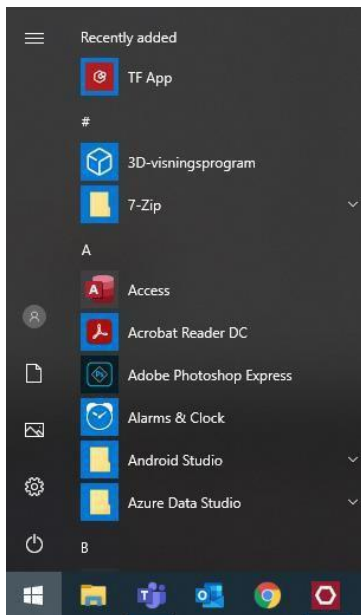 Recently added
TF App
#
3D-visningsprogram
7-Zip
A
Access
Acrobat Reader DC
Adobe Photoshop Express
Alarms & Clock
Android Studio
Azure Data Studio
B